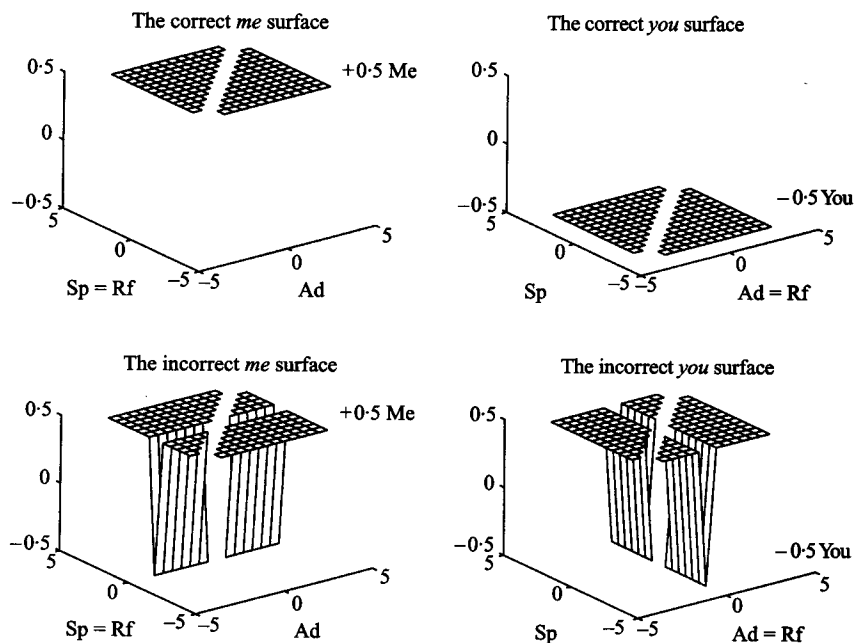 The correct me surface
0·5
0
−0·5
5
0
−5
−5
0
5
+0·5 Me
Sp = Rf
Ad
The correct you surface
0·5
0
−0·5
5
0
−5
−5
0
5
−0·5 You
Sp
Ad = Rf
The incorrect me surface
0·5
0
−0·5
5
0
−5
−5
0
5
+0·5 Me
Sp = Rf
Ad
The incorrect you surface
0·5
0
−0·5
5
0
−5
−5
0
5
−0·5 You
Sp
Ad = Rf